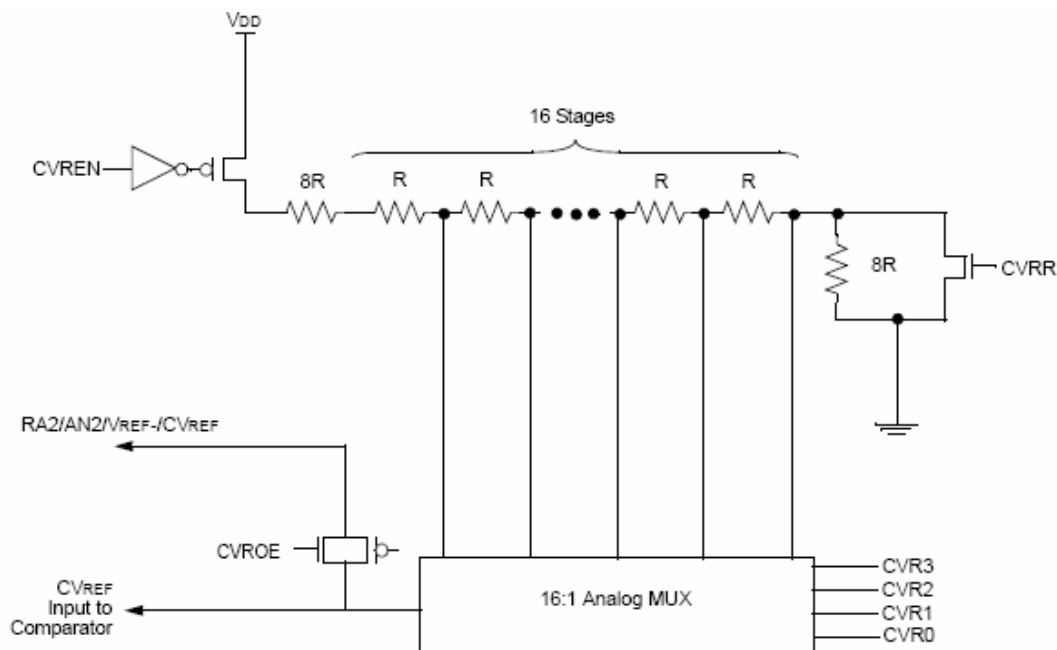 VDD
16 Stages
CVREN
8R R R R R
8R
CVRR
RA2/AN2/VREF-/CVREF
CVROE
CVREF
Input to
Comparator
16:1 Analog MUX
CVR3
CVR2
CVR1
CVR0